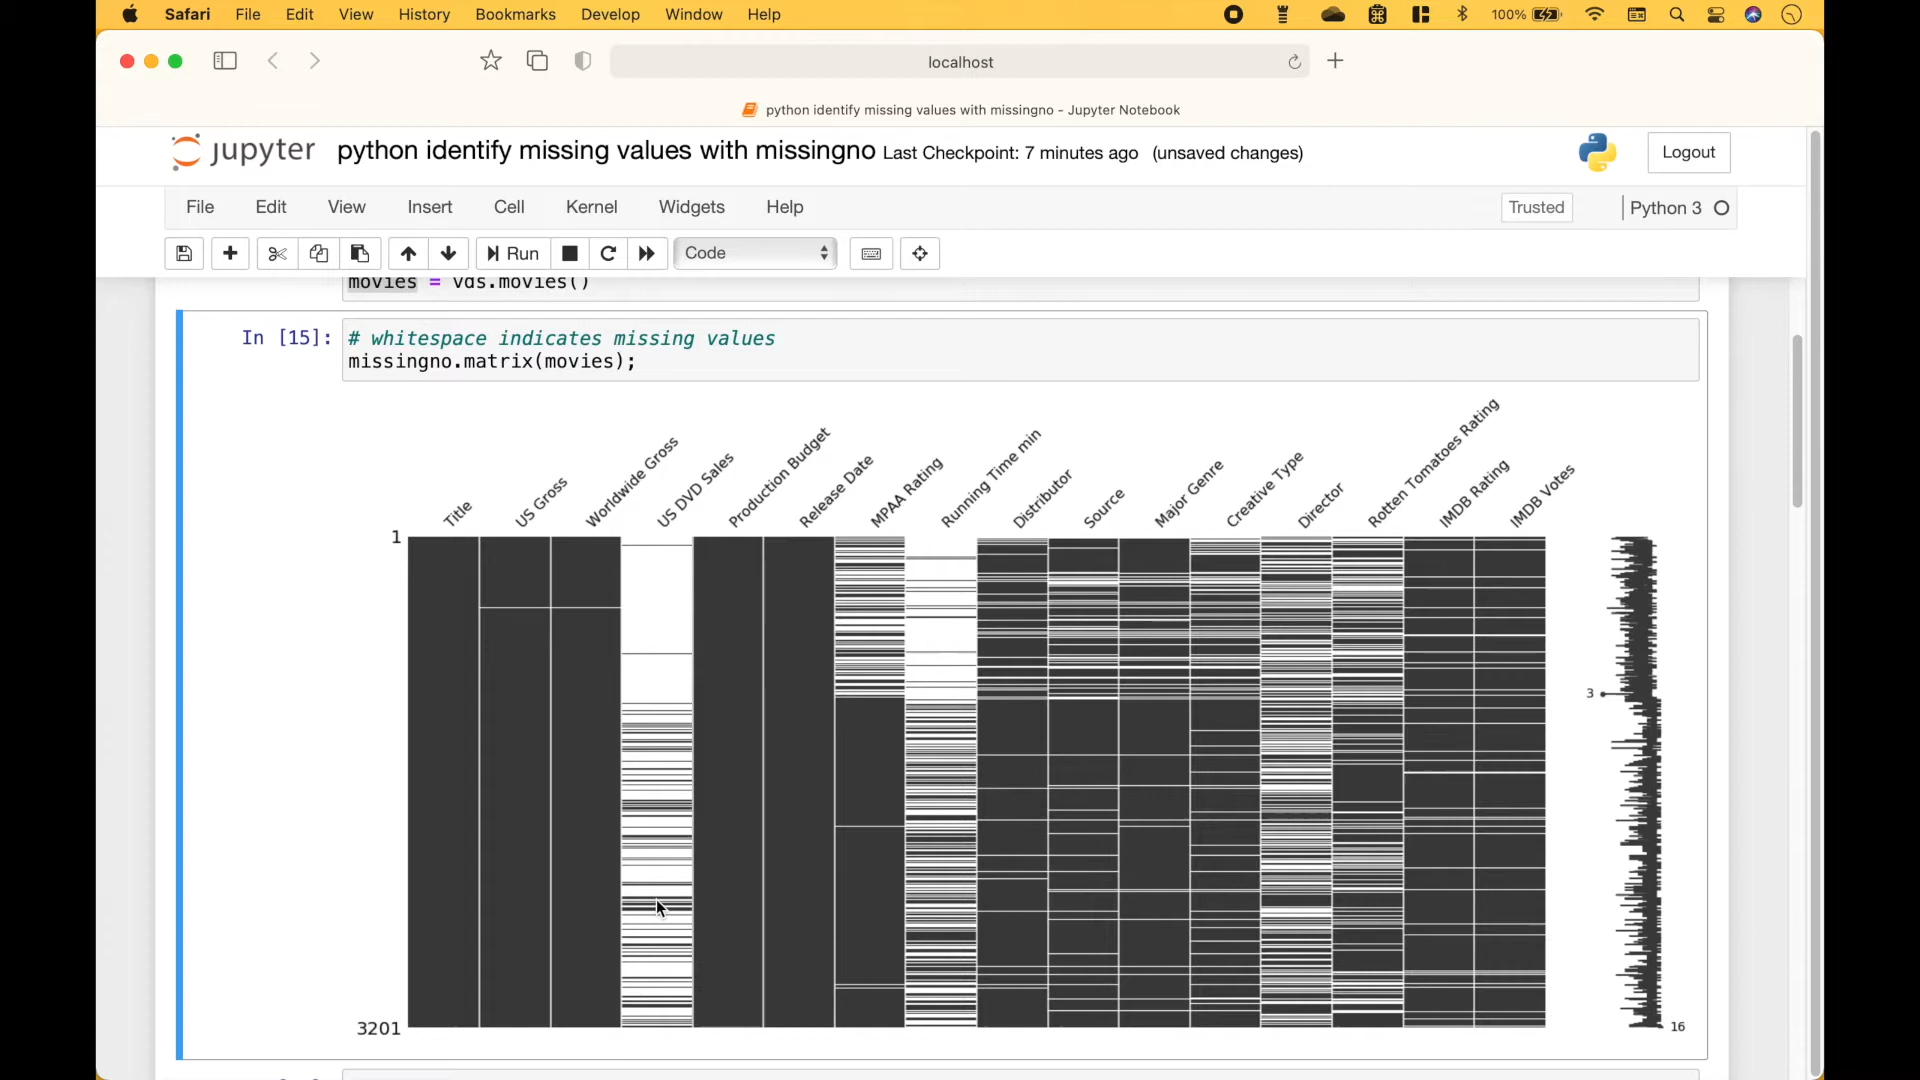 Safari File Edit View History Bookmarks Develop Window Help 100%
localhost
python identify missing values with missingno - Jupyter Notebook
jupyter python identify missing values with missingno Last Checkpoint: 7 minutes ago (unsaved changes) Logout
File Edit View Insert Cell Kernel Widgets Help Trusted Python 3
Run Code
movies = vds.movies()
In [15]: # whitespace indicates missing values
missingno.matrix(movies);
Title
US Gross
Worldwide Gross
US DVD Sales
Production Budget
Release Date
MPAA Rating
Running Time min
Distributor
Source
Major Genre
Creative Type
Director
Rotten Tomatoes Rating
IMDB Rating
IMDB Votes
1
3
3201
16